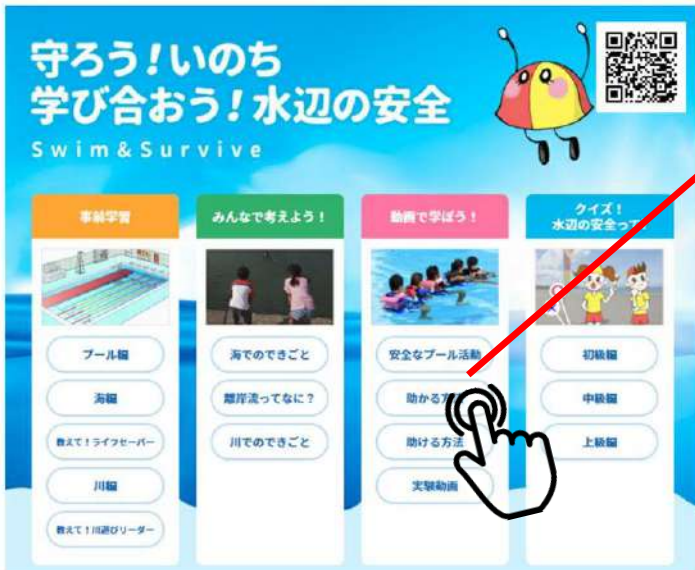 守ろう！いのち
学び合おう！水辺の安全
Swim&Survive
事前学習
プール編
海編
教えて！ライフセーバー
川編
教えて！川遊びリーダー
みんなで考えよう！
海でのできごと
離岸流ってなに？
川でのできごと
動画で学ぼう！
安全なプール活動
助かる方法
助ける方法
実験動画
クイズ！
水辺の安全って？
初級編
中級編
上級編